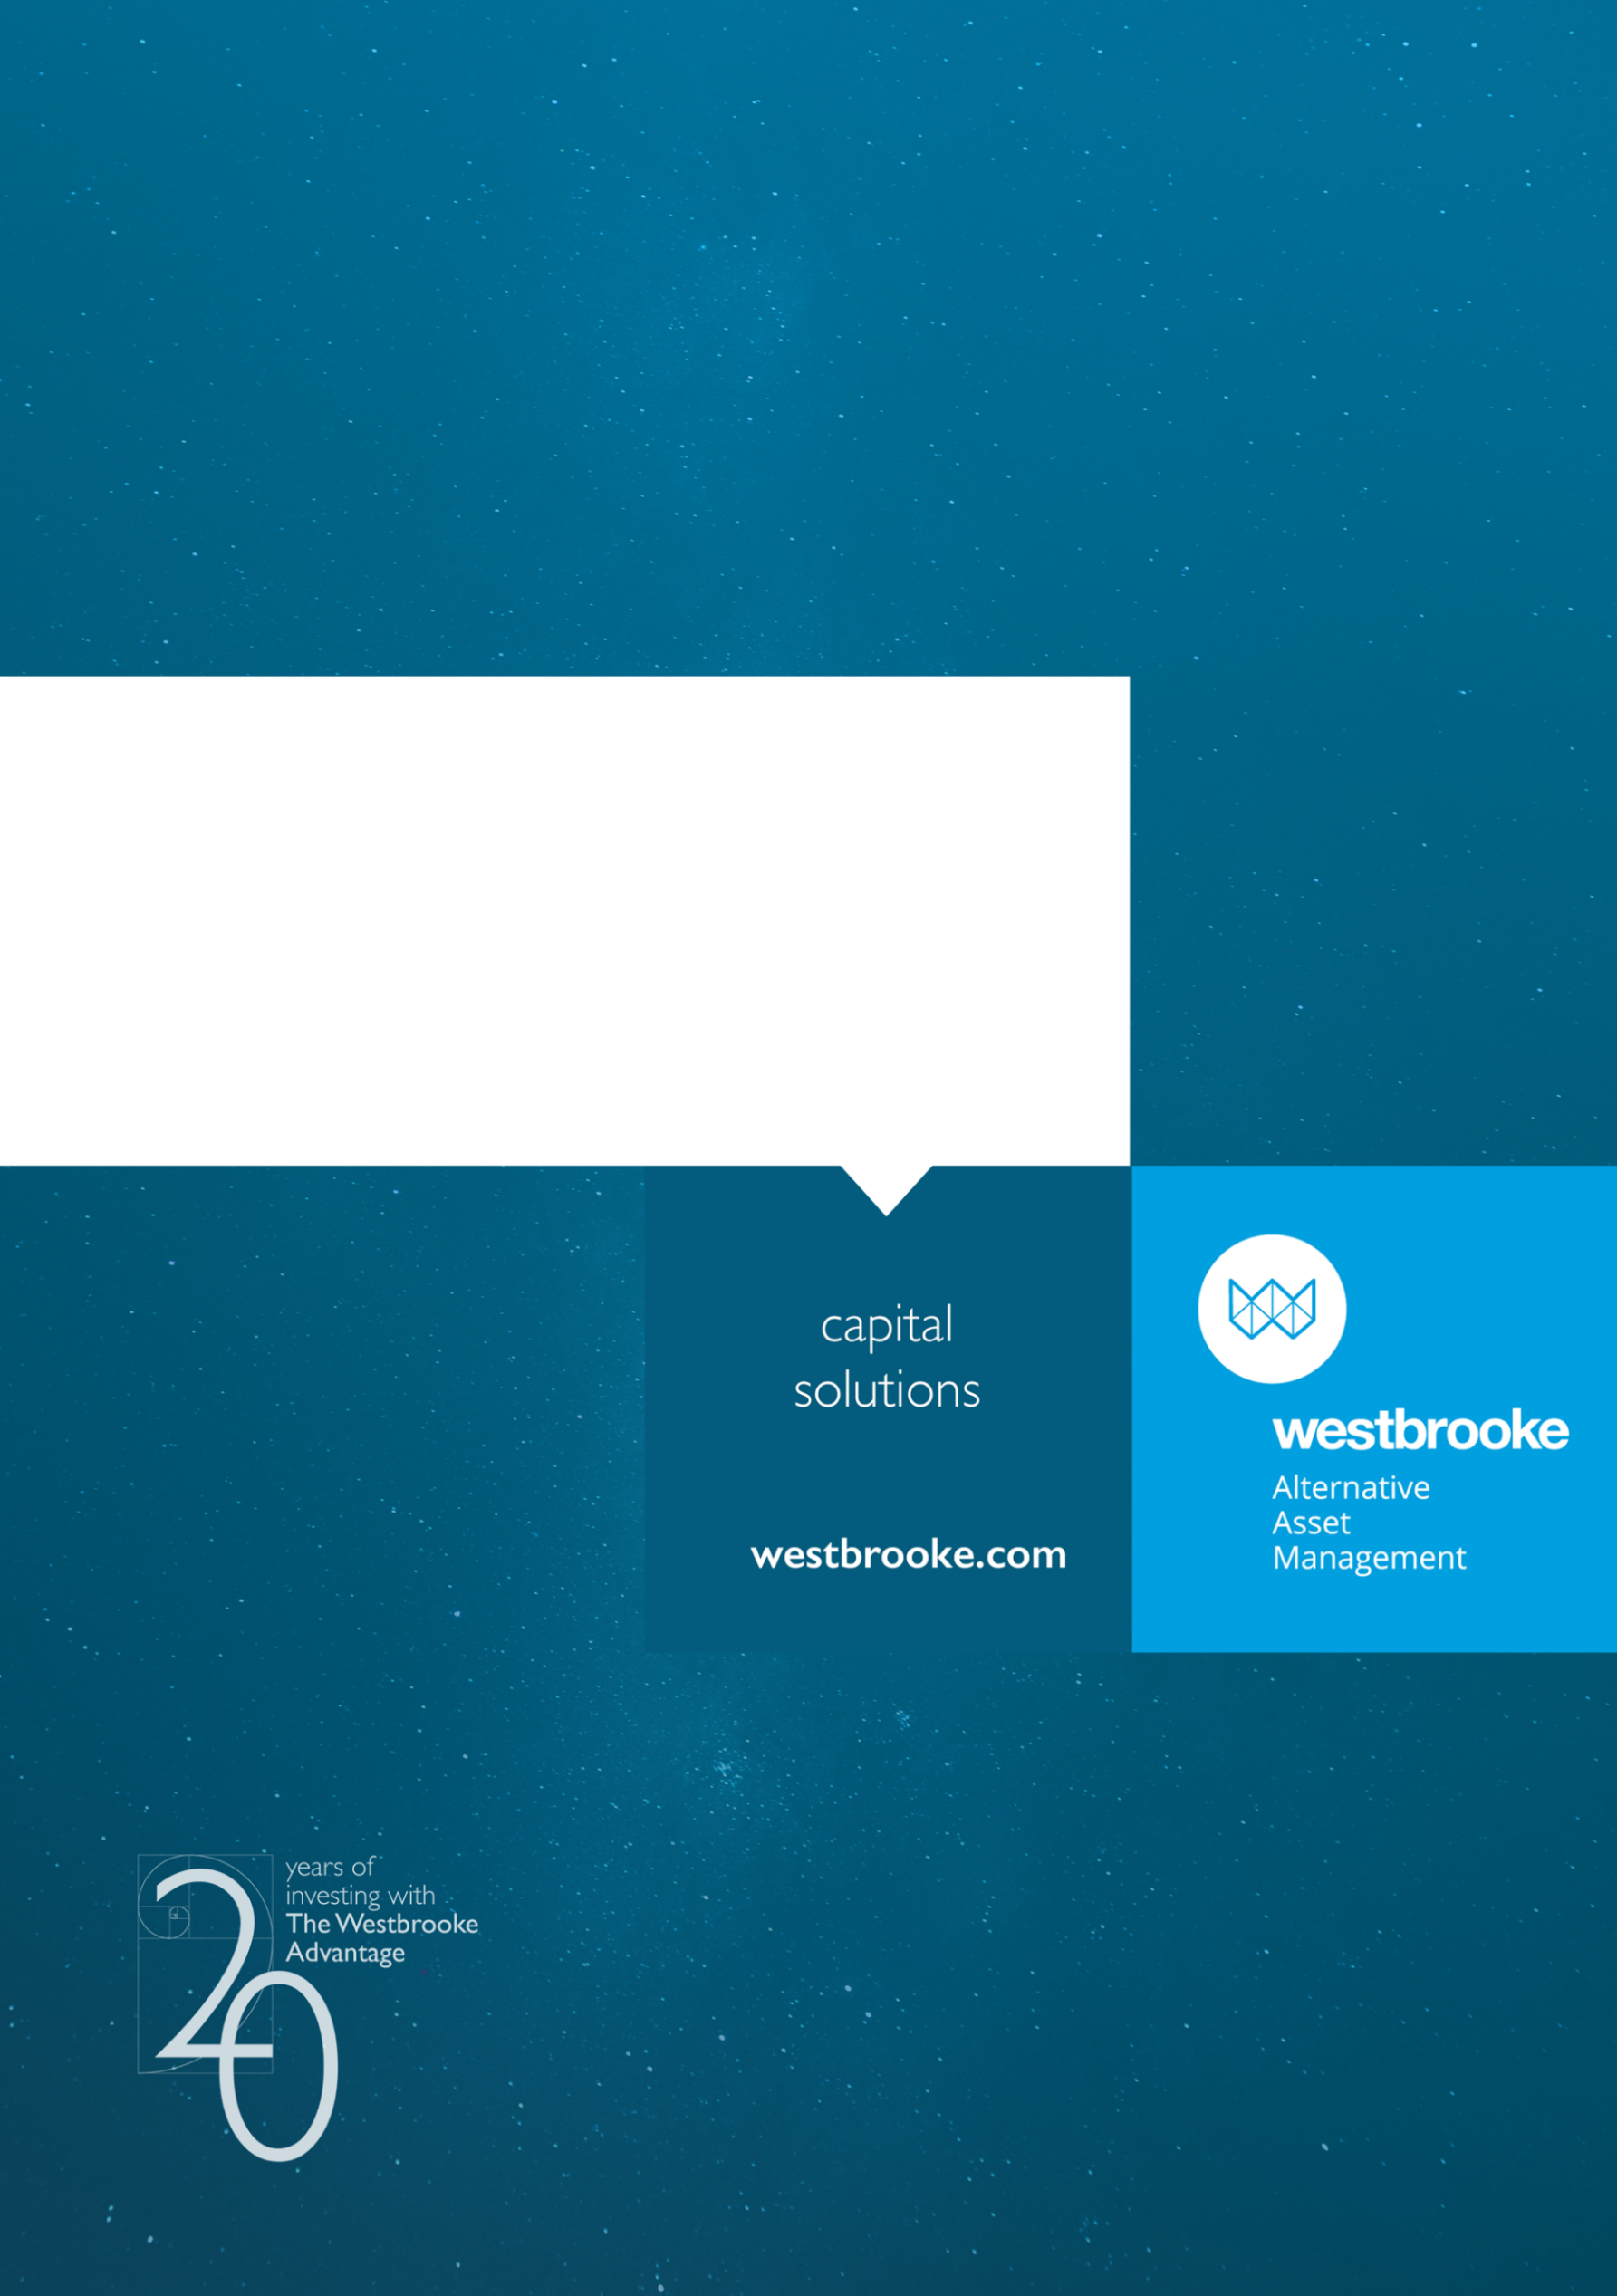 capital
solutions
westbrooke.com
westbrooke
Alternative
Asset
Management
20
years of
investing with
The Westbrooke
Advantage